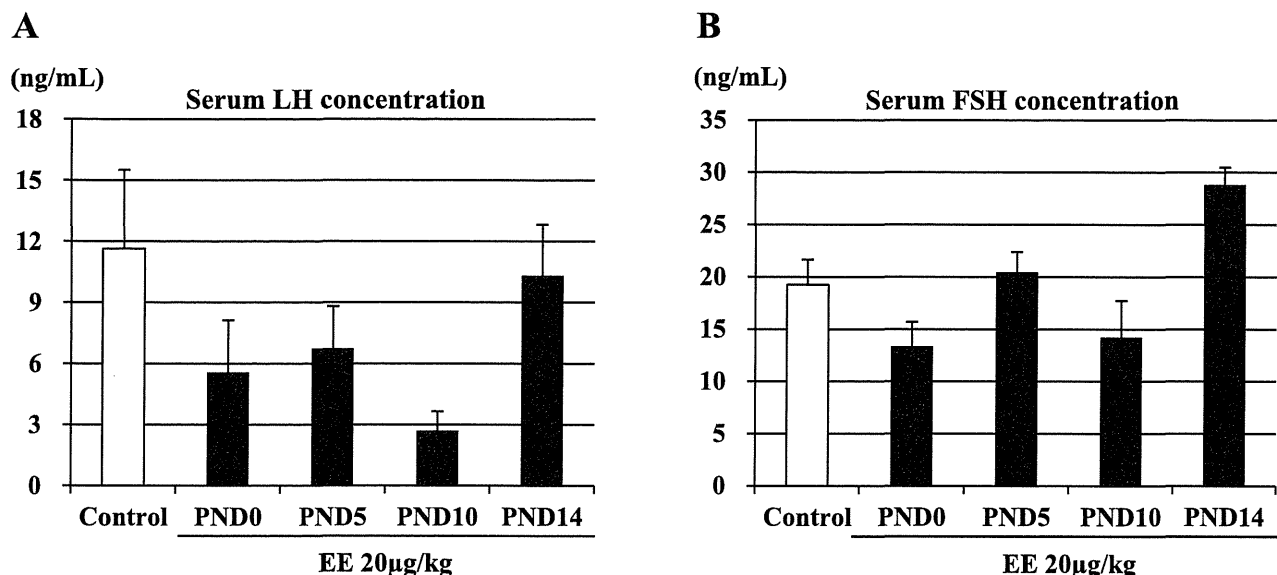 A
(ng/mL)
Serum LH concentration
18
15
12
9
6
3
0
Control PND0 PND5 PND10 PND14
EE 20µg/kg
B
(ng/mL)
Serum FSH concentration
35
30
25
20
15
10
5
0
Control PND0 PND5 PND10 PND14
EE 20µg/kg